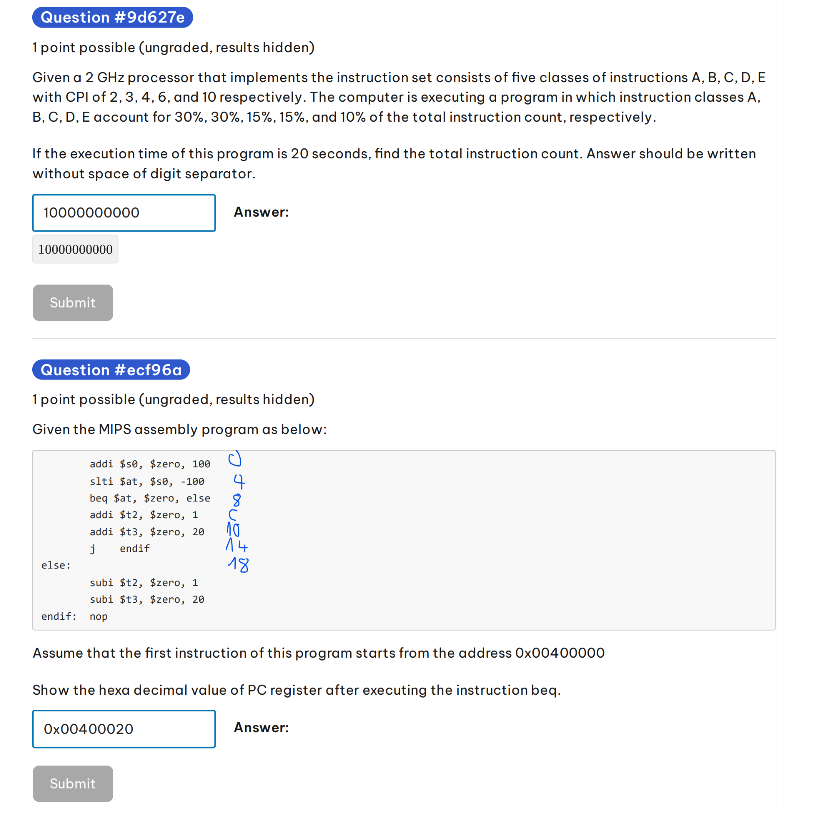 Question #9d627e
1 point possible (ungraded, results hidden)
Given a 2 GHz processor that implements the instruction set consists of five classes of instructions A, B, C, D, E
with CPI of 2, 3, 4, 6, and 10 respectively. The computer is executing a program in which instruction classes A,
B, C, D, E account for 30%, 30%, 15%, 15%, and 10% of the total instruction count, respectively.
If the execution time of this program is 20 seconds, find the total instruction count. Answer should be written
without space of digit separator.
10000000000 Answer:
10000000000
Submit
Question #ecf96a
1 point possible (ungraded, results hidden)
Given the MIPS assembly program as below:
addi $s0, $zero, 100 0
slti $at, $s0, -100 4
beq $at, $zero, else 8
addi $t2, $zero, 1 C
addi $t3, $zero, 20 10
j endif 14
else: 18
subi $t2, $zero, 1
subi $t3, $zero, 20
endif: nop
Assume that the first instruction of this program starts from the address 0x00400000
Show the hexa decimal value of PC register after executing the instruction beq.
0x00400020 Answer:
Submit